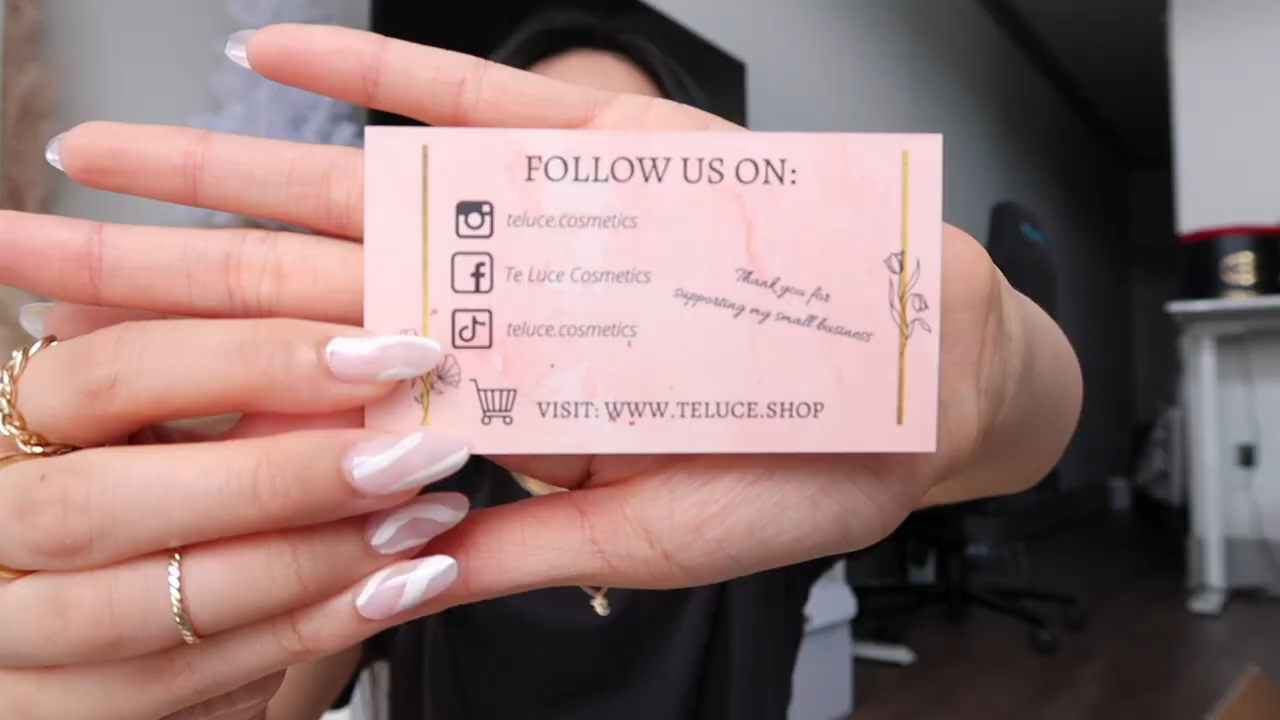 FOLLOW US ON:
teluce.cosmetics
Te Luce Cosmetics
teluce.cosmetics
Thank you for
supporting my small business
VISIT: WWW.TELUCE.SHOP